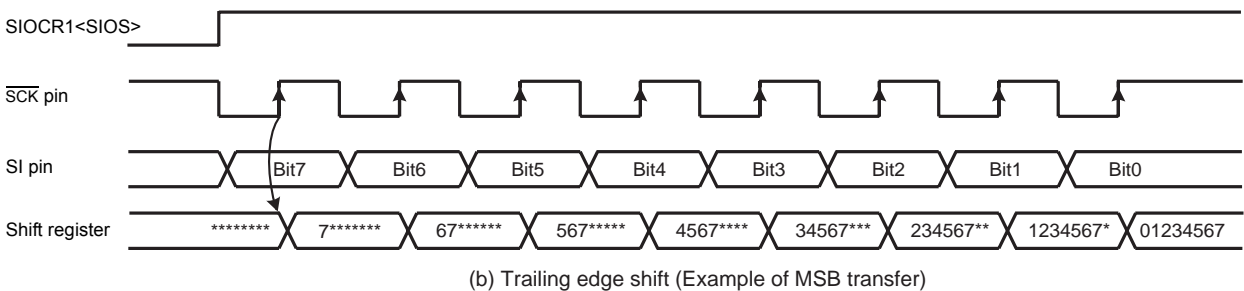 SIOCR1<SIOS>
SCK pin
SI pin
Bit7 Bit6 Bit5 Bit4 Bit3 Bit2 Bit1 Bit0
Shift register
******** 7******* 67****** 567***** 4567**** 34567*** 234567** 1234567* 01234567
(b) Trailing edge shift (Example of MSB transfer)